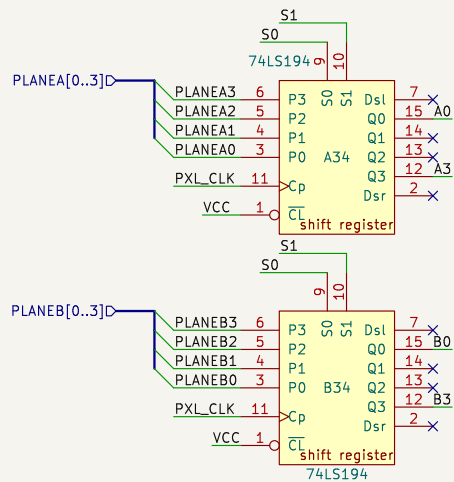 S1
S0
74LS194
9 10
PLANEA[0..3]
S0 S1
PLANEA3 6 P3 Dsl 7
PLANEA2 5 P2 Q0 15 A0
PLANEA1 4 P1 Q1 14
PLANEA0 3 P0 A34 Q2 13
Q3 12 A3
PXL_CLK 11 Cp Dsr 2
VCC 1 CL
shift register
S1
S0
9 10
PLANEB[0..3]
S0 S1
PLANEB3 6 P3 Dsl 7
PLANEB2 5 P2 Q0 15 B0
PLANEB1 4 P1 Q1 14
PLANEB0 3 P0 B34 Q2 13
Q3 12 B3
PXL_CLK 11 Cp Dsr 2
VCC 1 CL
shift register
74LS194